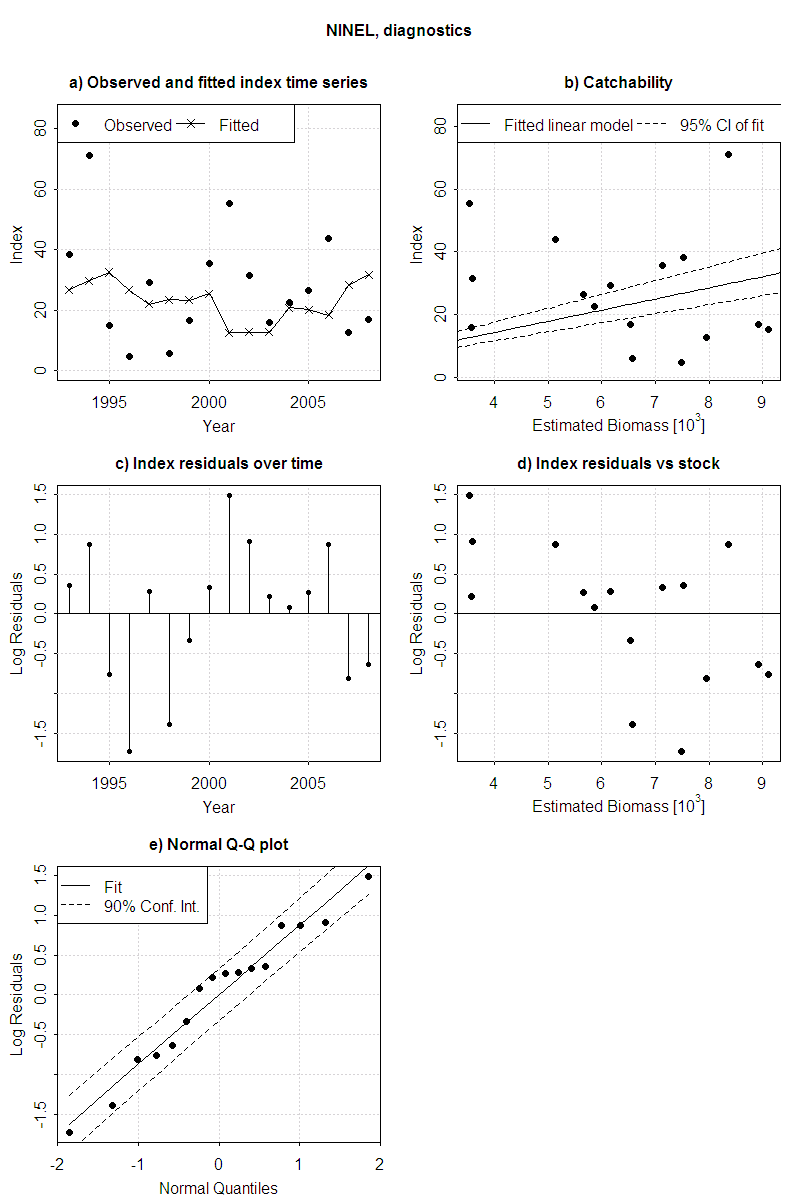 NINEL, diagnostics
a) Observed and fitted index time series
Observed Fitted
Index
0 20 40 60 80
1995 2000 2005
Year
b) Catchability
Fitted linear model 95% CI of fit
Index
0 20 40 60 80
4 5 6 7 8 9
Estimated Biomass [10³]
c) Index residuals over time
Log Residuals
-1.5 -0.5 0.0 0.5 1.0 1.5
1995 2000 2005
Year
d) Index residuals vs stock
Log Residuals
-1.5 -0.5 0.0 0.5 1.0 1.5
4 5 6 7 8 9
Estimated Biomass [10³]
e) Normal Q-Q plot
Fit
90% Conf. Int.
Log Residuals
-1.5 -0.5 0.0 0.5 1.0 1.5
-2 -1 0 1 2
Normal Quantiles